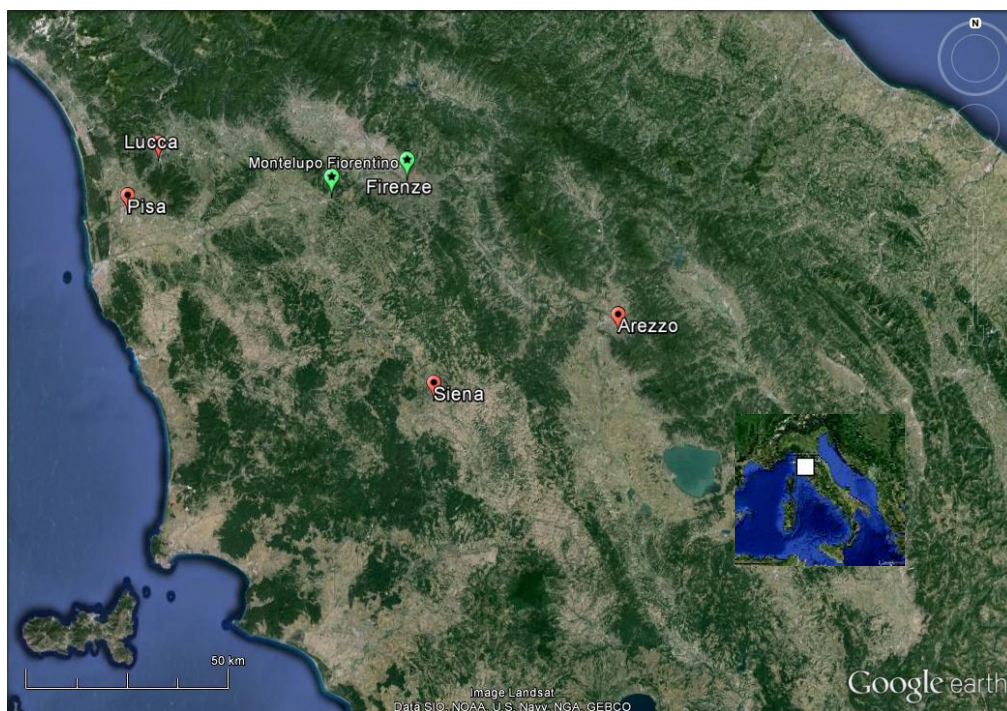 N
Lucca
Montelupo Fiorentino
Firenze
Pisa
Arezzo
Siena
50 km
Image Landsat
Data SIO, NOAA, U.S. Navy, NGA, GEBCO
Google earth